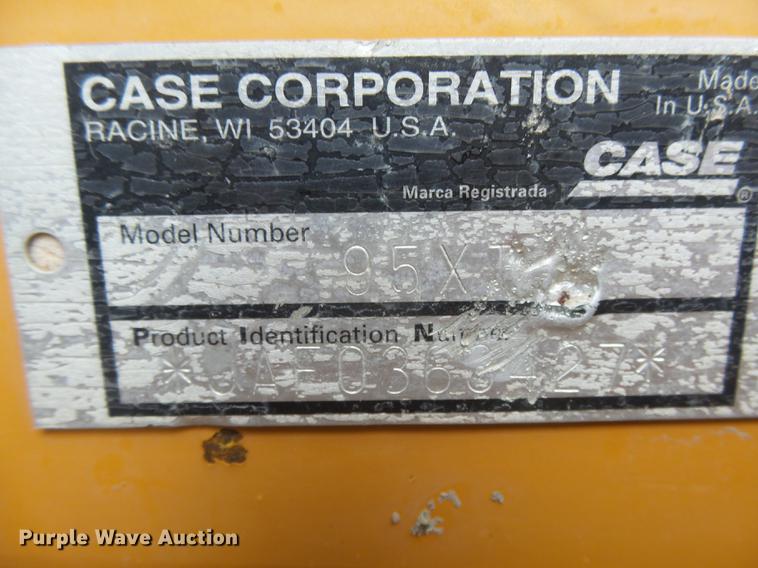 CASE CORPORATION
Made
In U.S.A.
RACINE, WI 53404 U.S.A.
CASE
Marca Registrada ®
Model Number
95XT
Product Identification Number
Purple Wave Auction